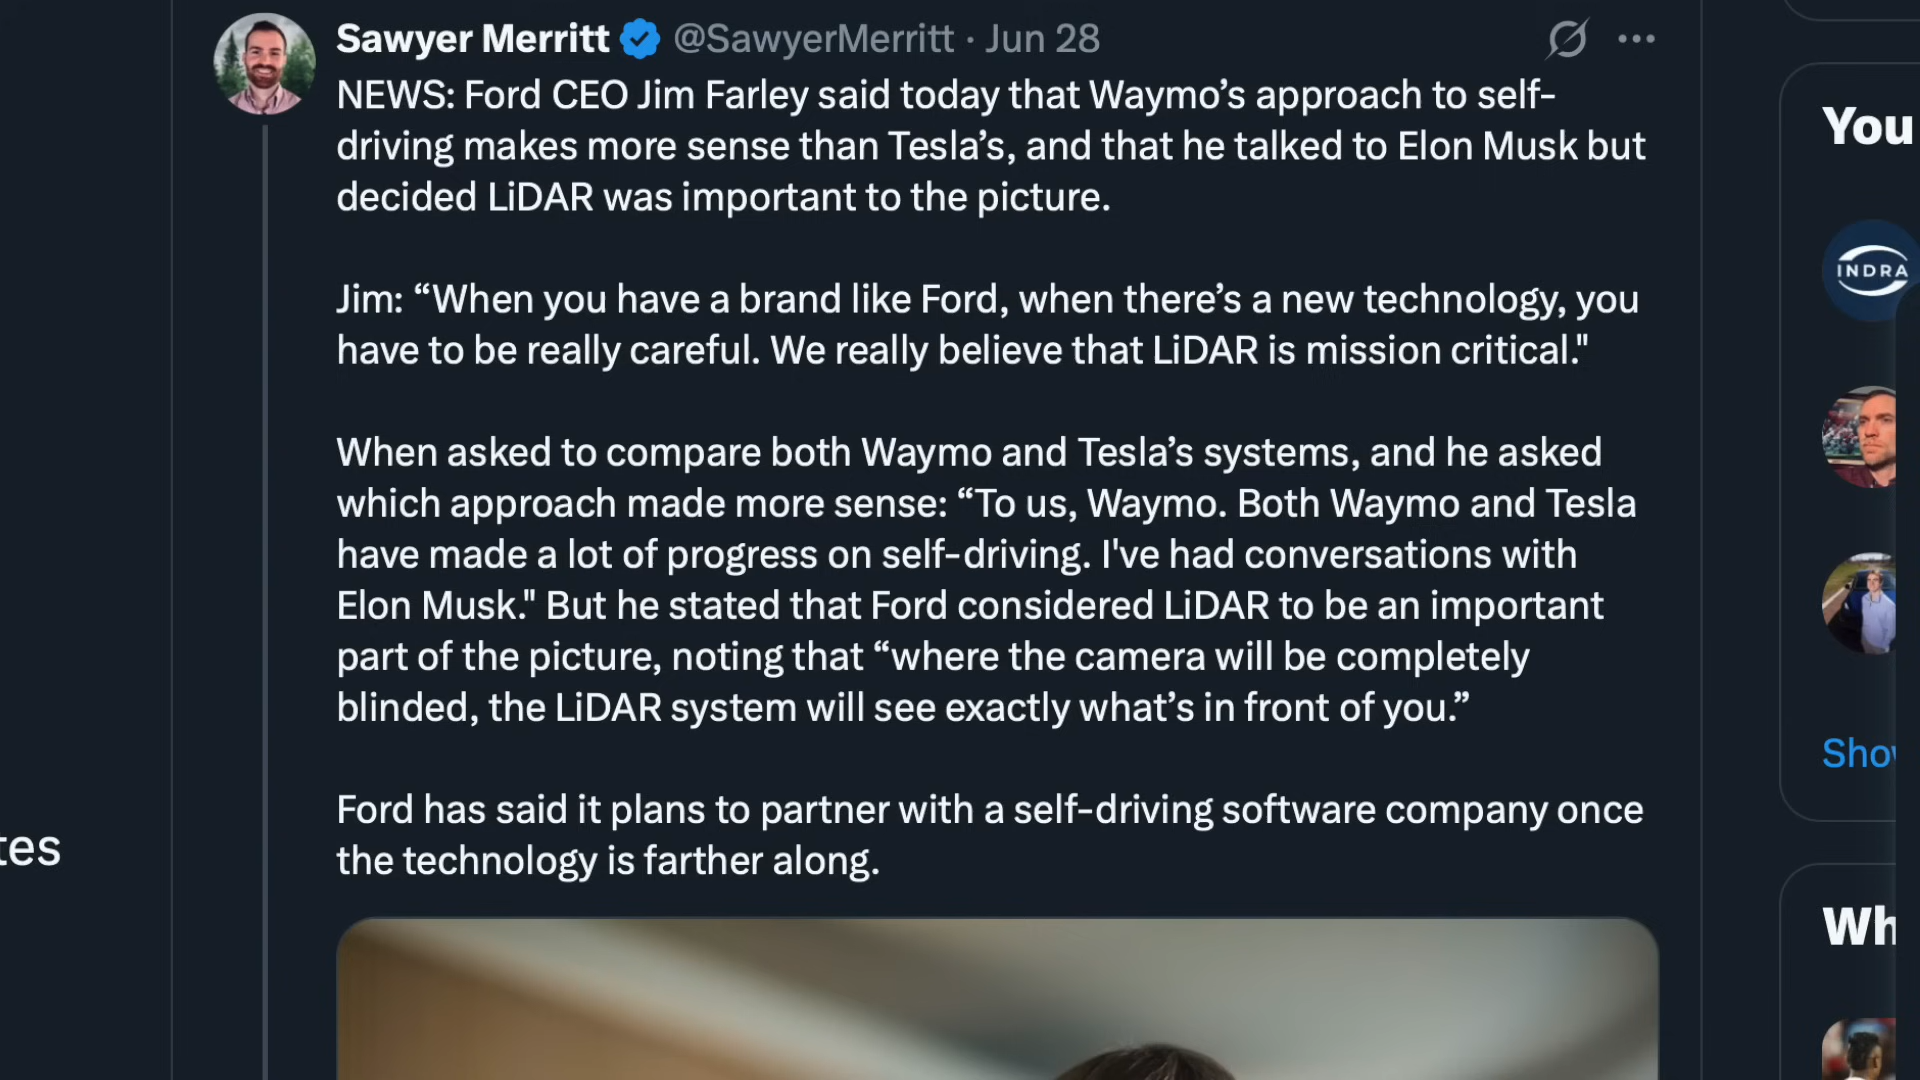 Sawyer Merritt @SawyerMerritt · Jun 28
NEWS: Ford CEO Jim Farley said today that Waymo’s approach to self-
driving makes more sense than Tesla’s, and that he talked to Elon Musk but
decided LiDAR was important to the picture.
Jim: “When you have a brand like Ford, when there’s a new technology, you
have to be really careful. We really believe that LiDAR is mission critical."
When asked to compare both Waymo and Tesla’s systems, and he asked
which approach made more sense: “To us, Waymo. Both Waymo and Tesla
have made a lot of progress on self-driving. I've had conversations with
Elon Musk." But he stated that Ford considered LiDAR to be an important
part of the picture, noting that “where the camera will be completely
blinded, the LiDAR system will see exactly what’s in front of you.”
Ford has said it plans to partner with a self-driving software company once
the technology is farther along.
tes
You
INDRA
Sho
Wh